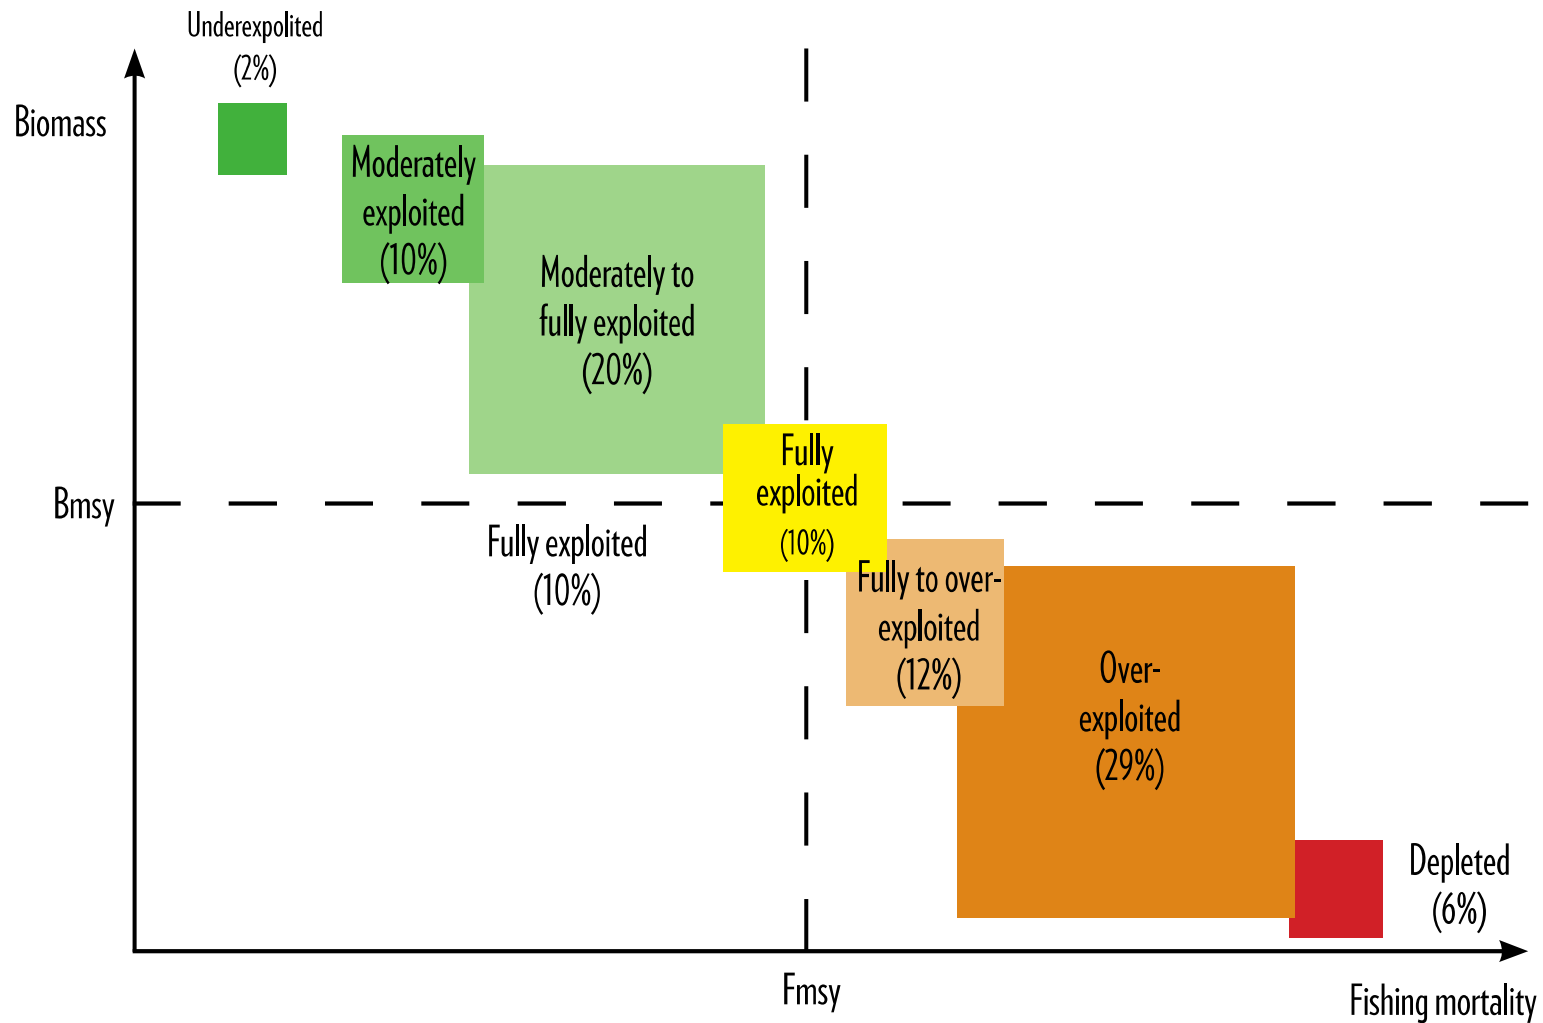 Underexpolited
(2%)
Biomass
Moderately
exploited
(10%)
Moderately to
fully exploited
(20%)
Fully
exploited
(10%)
Bmsy
Fully exploited
(10%)
Fully to over-
exploited
(12%)
Over-
exploited
(29%)
Depleted
(6%)
Fmsy
Fishing mortality